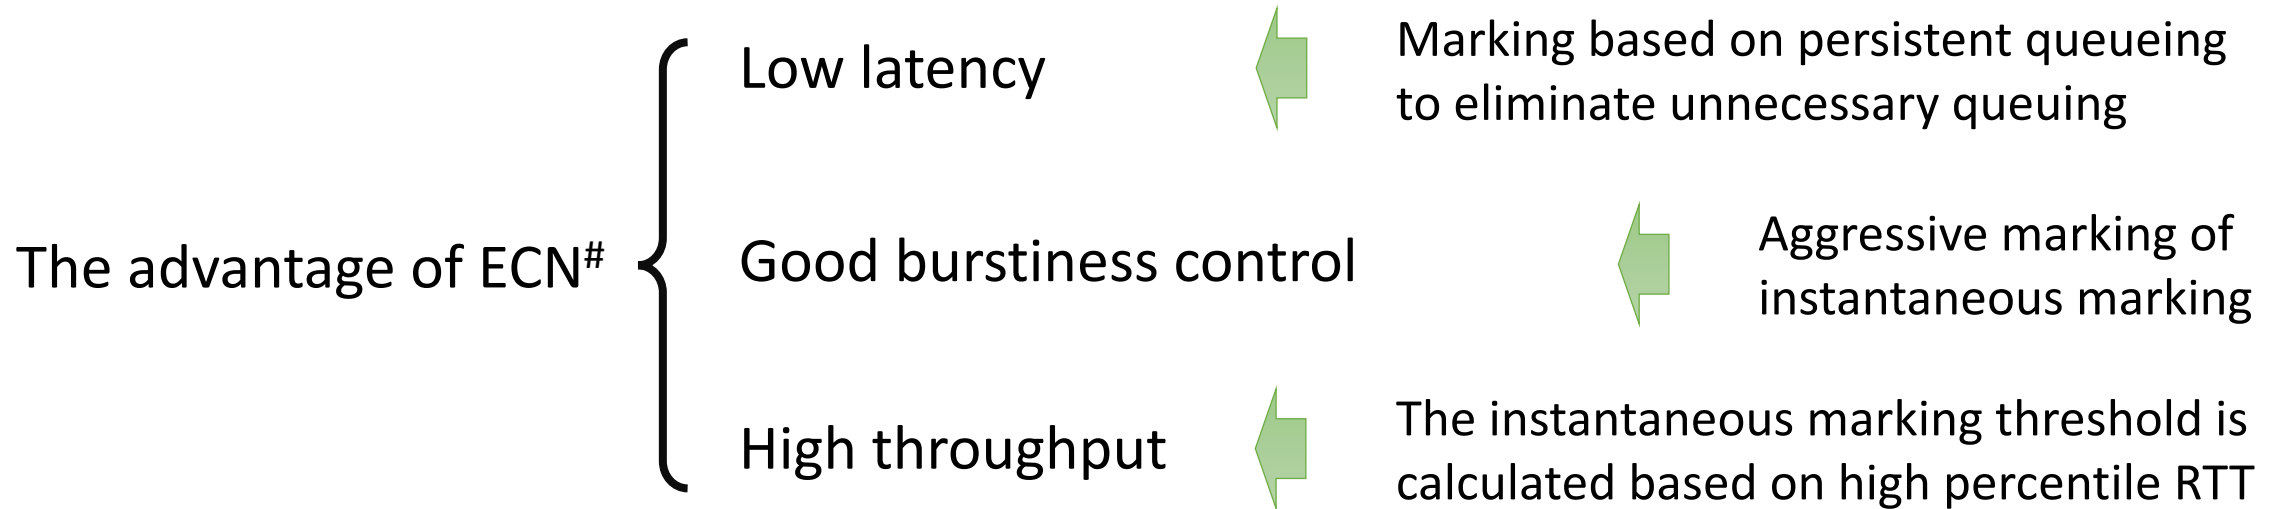 The advantage of ECN#
Low latency
Marking based on persistent queueing
to eliminate unnecessary queuing
Good burstiness control
Aggressive marking of
instantaneous marking
High throughput
The instantaneous marking threshold is
calculated based on high percentile RTT